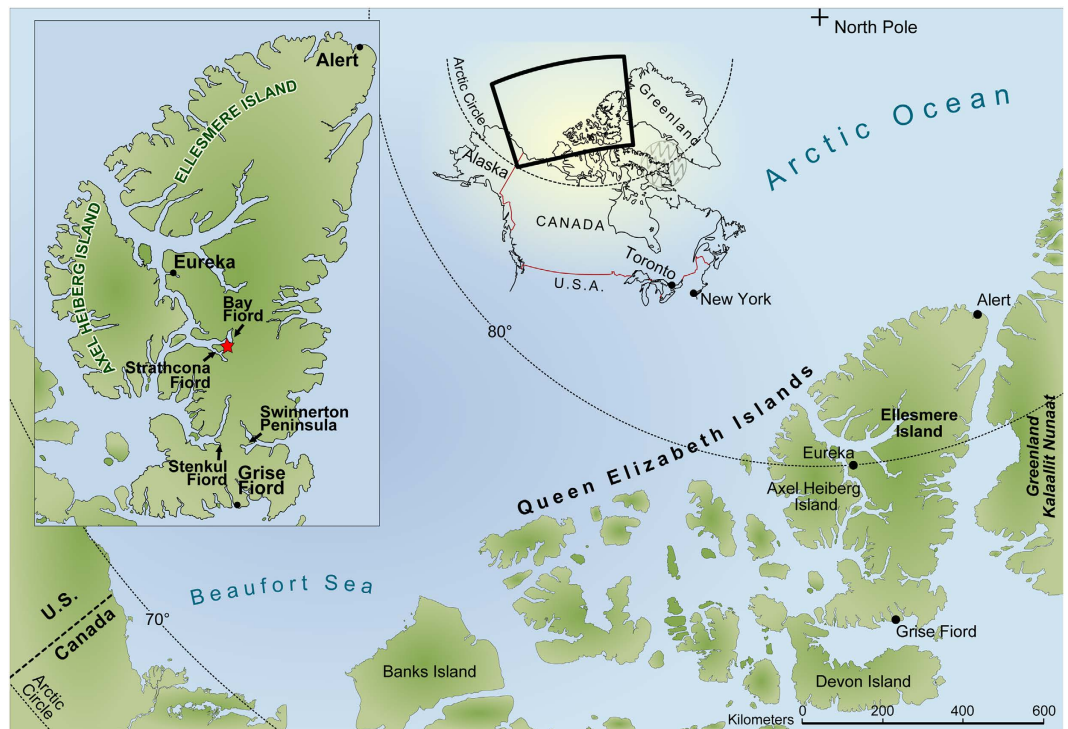 North Pole
Arctic Ocean
Alert
ELLESMERE ISLAND
AXEL HEIBERG ISLAND
Eureka
Bay
Fiord
Strathcona
Fiord
Swinnerton
Peninsula
Stenkul
Fiord
Grise
Fiord
Arctic Circle
Greenland
Alaska
CANADA
Toronto
U.S.A.
New York
80°
Alert
Queen Elizabeth Islands
Ellesmere
Island
Eureka
Axel Heiberg
Island
Greenland
Kalaallit Nunaat
Beaufort Sea
U.S.
Canada
70°
Arctic
Circle
Banks Island
Grise Fiord
Devon Island
Kilometers
0 200 400 600